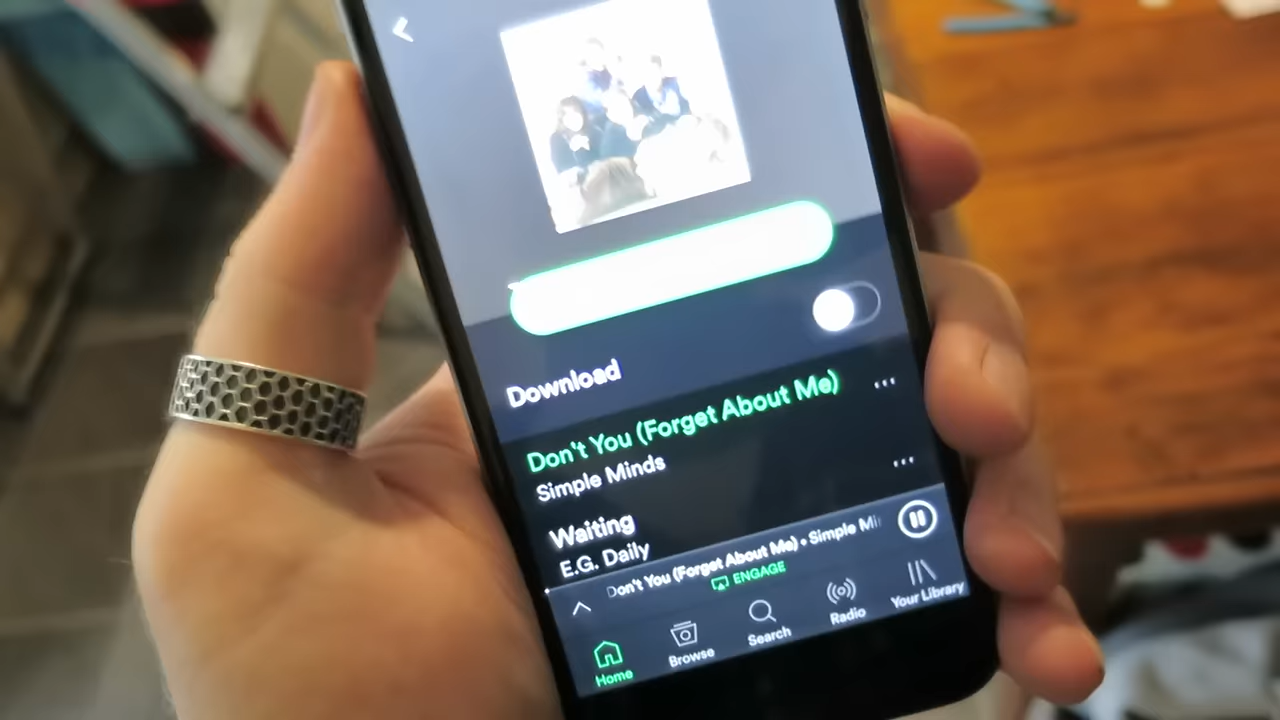 Download
Don't You (Forget About Me)
Simple Minds
Waiting
E.G. Daily
Don't You (Forget About Me) • Simple Mi
ENGAGE
Home
Browse
Search
Radio
Your Library